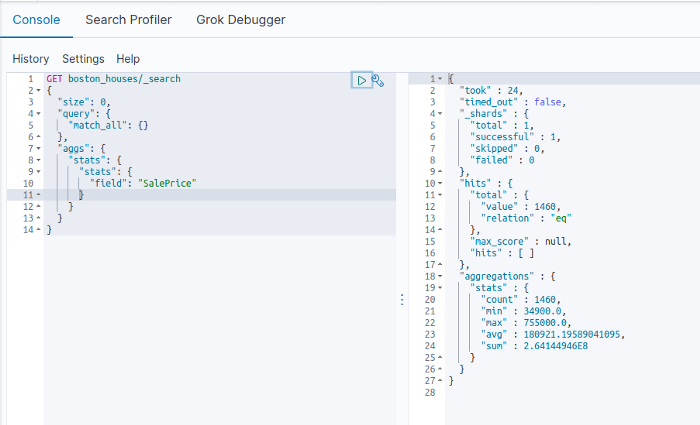 Console Search Profiler Grok Debugger
History Settings Help
1 GET boston_houses/_search
2 {
3 "size": 0,
4 "query": {
5 "match_all": {}
6 },
7 "aggs": {
8 "stats": {
9 "stats": {
10 "field": "SalePrice"
11 }
12 }
13 }
14 }
1 {
2 "took" : 24,
3 "timed_out" : false,
4 "_shards" : {
5 "total" : 1,
6 "successful" : 1,
7 "skipped" : 0,
8 "failed" : 0
9 },
10 "hits" : {
11 "total" : {
12 "value" : 1460,
13 "relation" : "eq"
14 },
15 "max_score" : null,
16 "hits" : [ ]
17 },
18 "aggregations" : {
19 "stats" : {
20 "count" : 1460,
21 "min" : 34900.0,
22 "max" : 755000.0,
23 "avg" : 180921.19589041095,
24 "sum" : 2.64144946E8
25 }
26 }
27 }
28